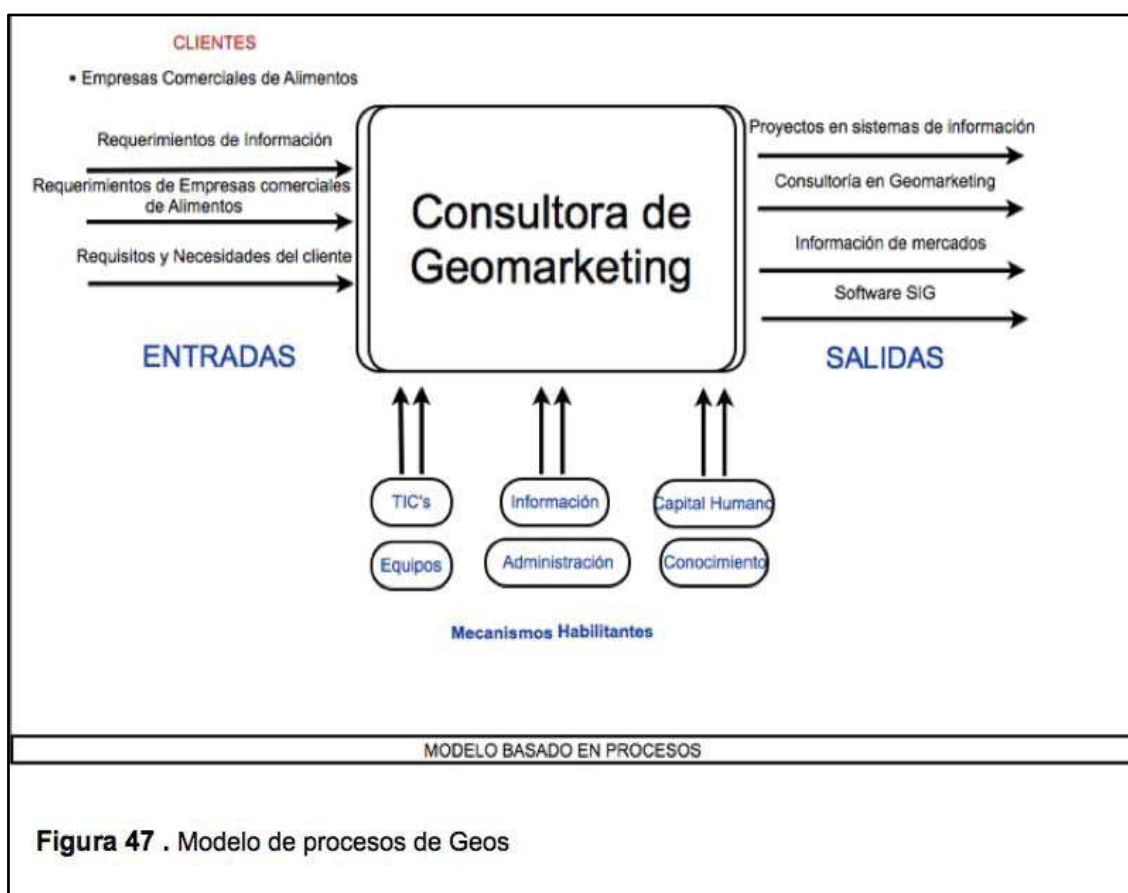 CLIENTES
• Empresas Comerciales de Alimentos
Requerimientos de Información
Requerimientos de Empresas comerciales
de Alimentos
Requisitos y Necesidades del cliente
ENTRADAS
Consultora de
Geomarketing
Proyectos en sistemas de información
Consultoría en Geomarketing
Información de mercados
Software SIG
SALIDAS
TIC's
Información
Capital Humano
Equipos
Administración
Conocimiento
Mecanismos Habilitantes
MODELO BASADO EN PROCESOS
Figura 47 . Modelo de procesos de Geos